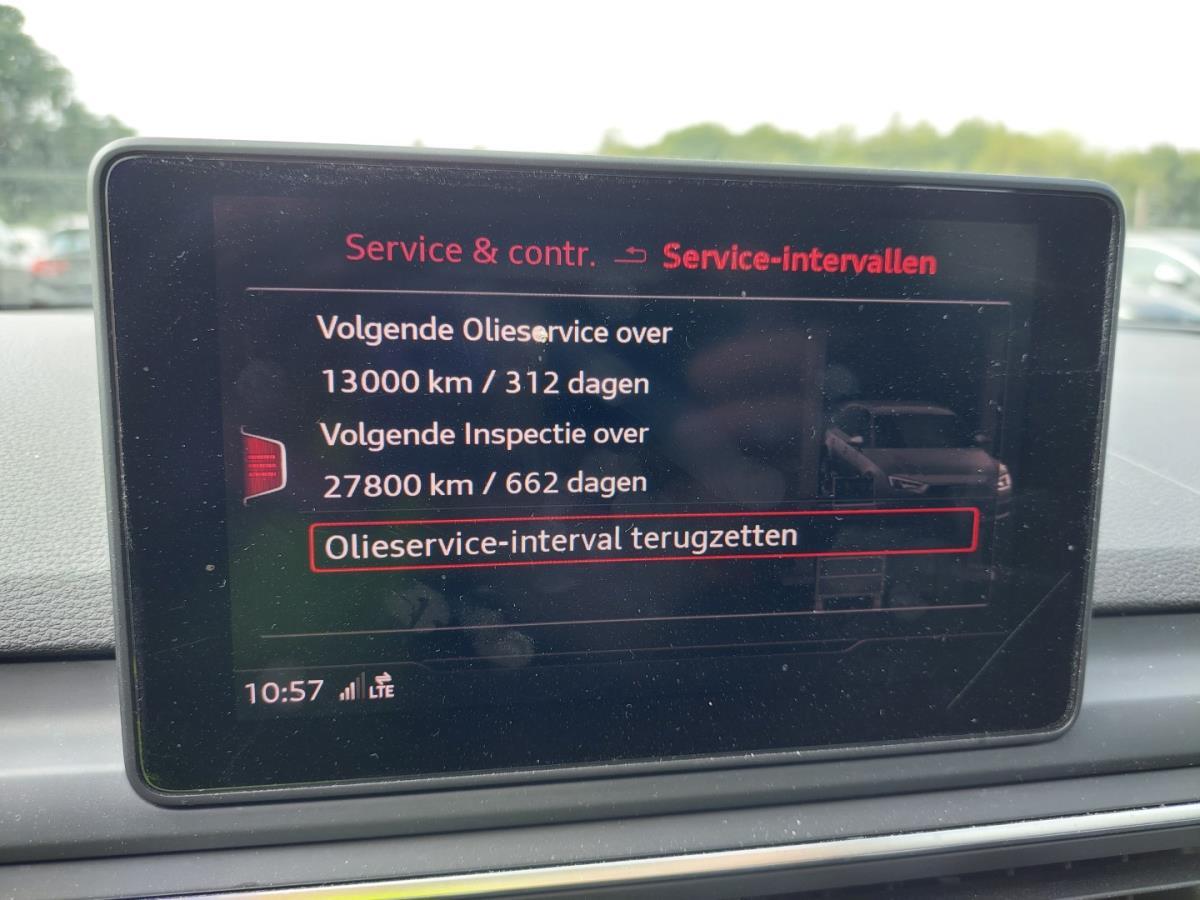 Service & contr. Service-intervallen
Volgende Olieservice over
13000 km / 312 dagen
Volgende Inspectie over
27800 km / 662 dagen
Olieservice-interval terugzetten
10:57 LTE